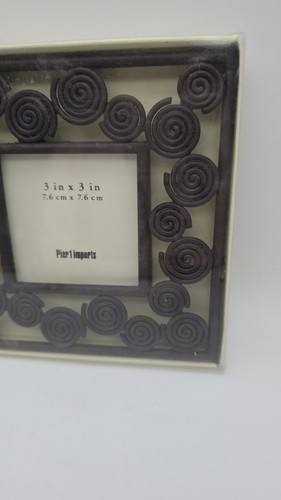 3 in x 3 in
7.6 cm x 7.6 cm
Pier 1 imports